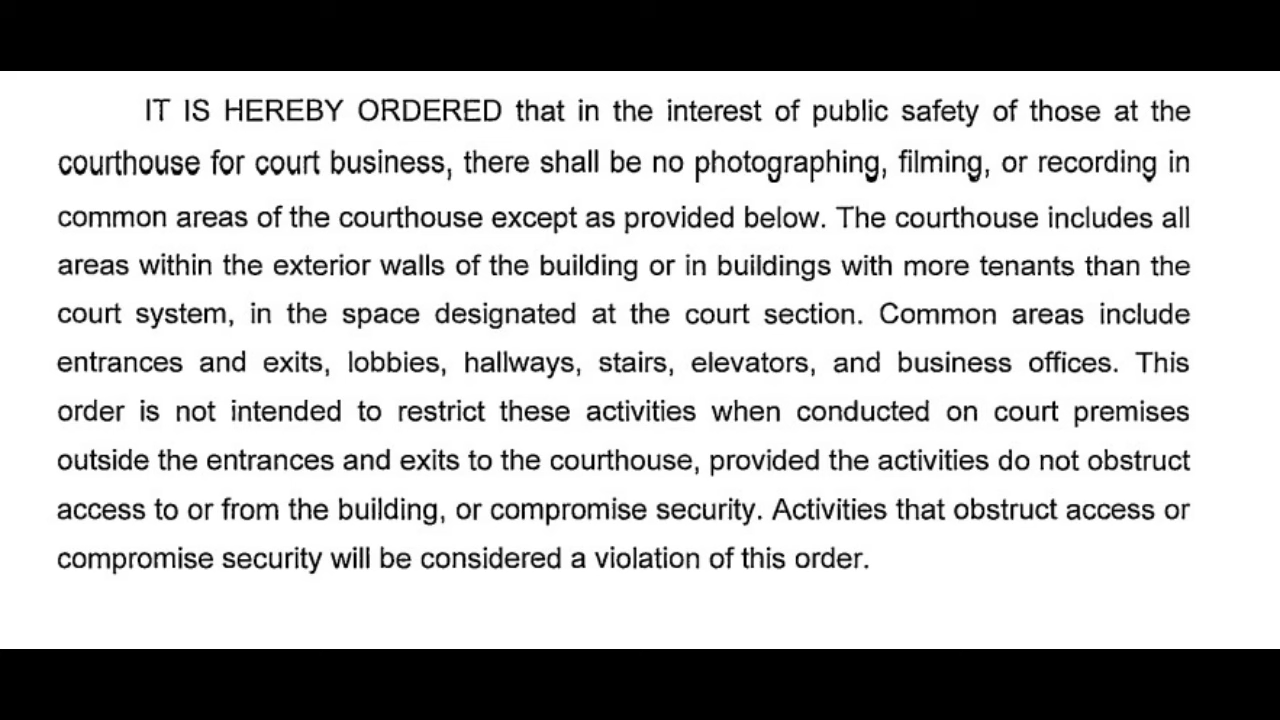 IT IS HEREBY ORDERED that in the interest of public safety of those at the
courthouse for court business, there shall be no photographing, filming, or recording in
common areas of the courthouse except as provided below. The courthouse includes all
areas within the exterior walls of the building or in buildings with more tenants than the
court system, in the space designated at the court section. Common areas include
entrances and exits, lobbies, hallways, stairs, elevators, and business offices. This
order is not intended to restrict these activities when conducted on court premises
outside the entrances and exits to the courthouse, provided the activities do not obstruct
access to or from the building, or compromise security. Activities that obstruct access or
compromise security will be considered a violation of this order.